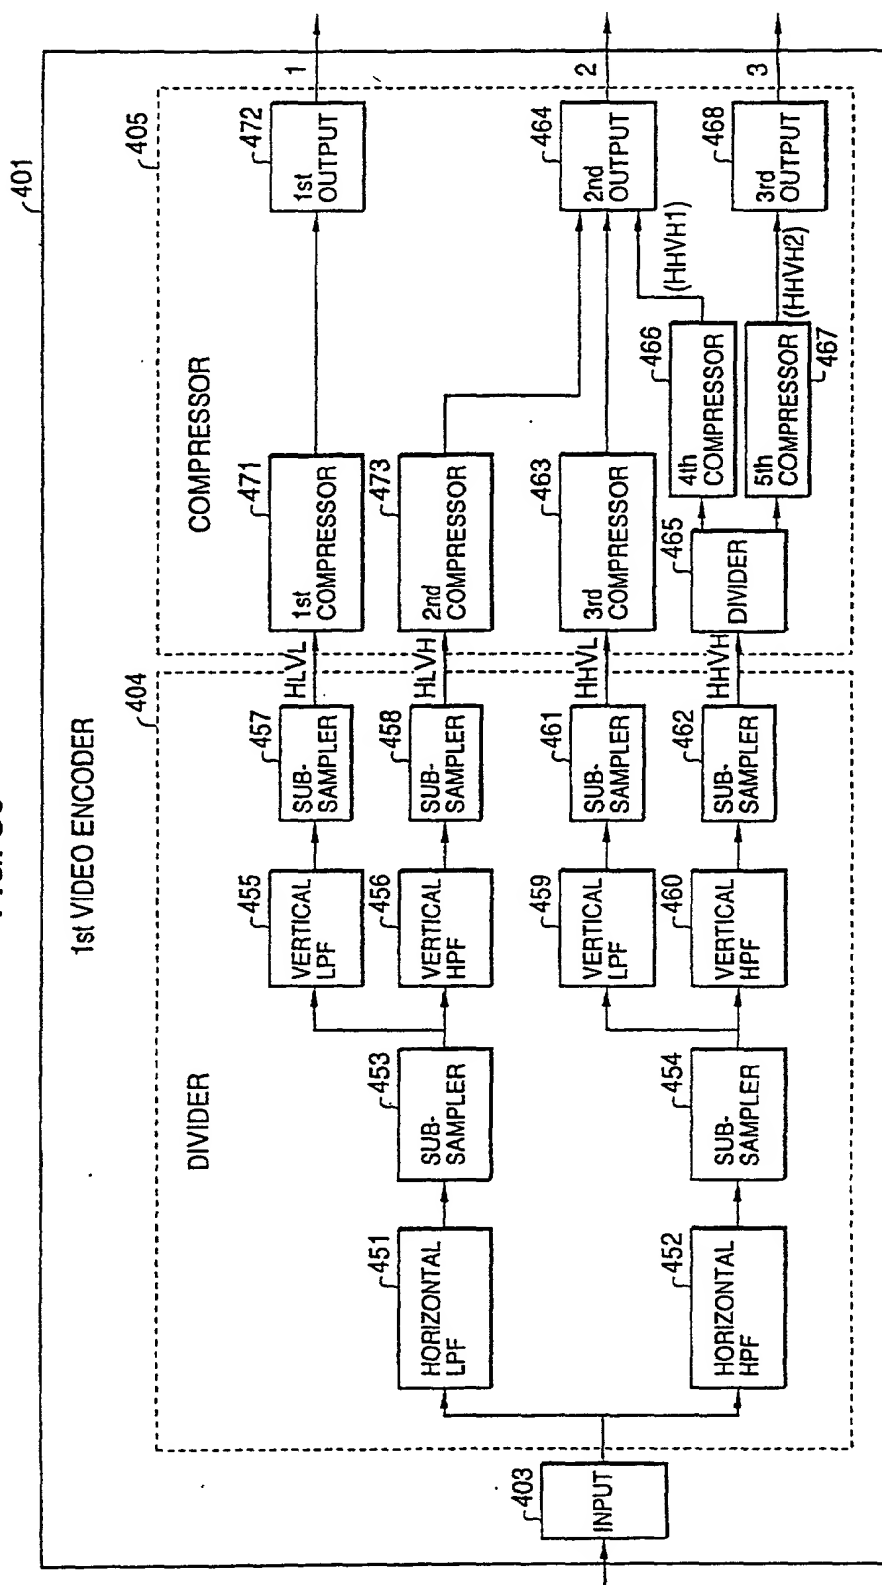 401
1st VIDEO ENCODER
404
DIVIDER
405
COMPRESSOR
403
INPUT
451
HORIZONTAL
LPF
452
HORIZONTAL
HPF
453
SUB-
SAMPLER
454
SUB-
SAMPLER
455
VERTICAL
LPF
456
VERTICAL
HPF
459
VERTICAL
LPF
460
VERTICAL
HPF
457
SUB-
SAMPLER
458
SUB-
SAMPLER
461
SUB-
SAMPLER
462
SUB-
SAMPLER
HLVL
HLVH
HHVL
HHVH
471
1st
COMPRESSOR
473
2nd
COMPRESSOR
463
3rd
COMPRESSOR
465
DIVIDER
466
4th
COMPRESSOR
5th
COMPRESSOR
467
(HHVH1)
(HHVH2)
472
1st
OUTPUT
464
2nd
OUTPUT
468
3rd
OUTPUT
1
2
3